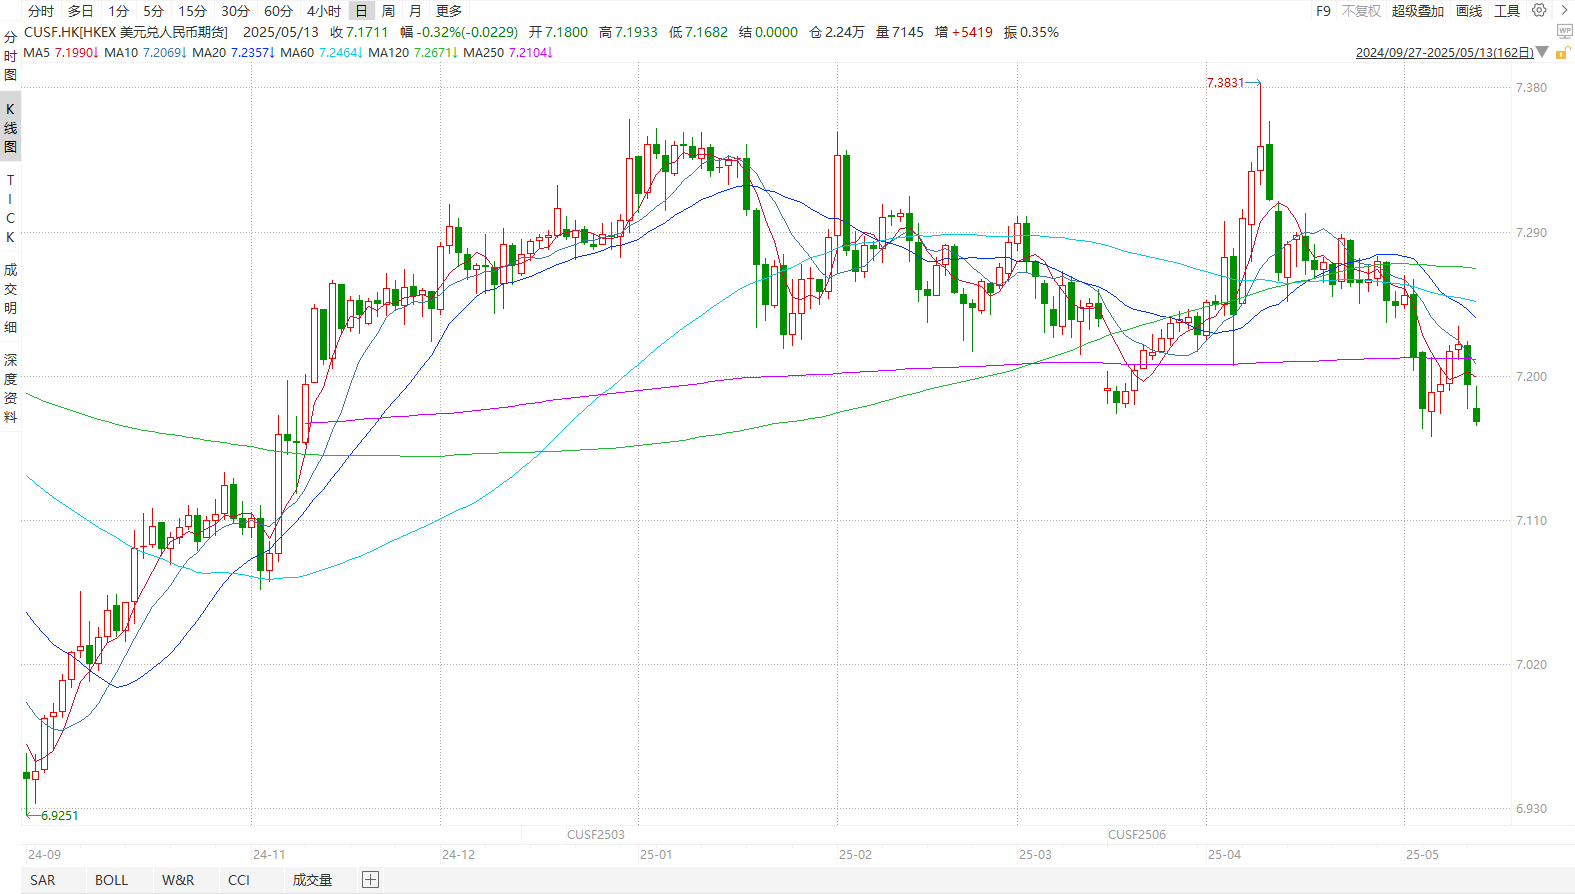 分时 多日 1分 5分 15分 30分 60分 4小时 日 周 月 更多 F9 不复权 超级叠加 画线 工具
CUSF.HK[HKEX 美元兑人民币期货] 2025/05/13 收7.1711 幅-0.32%(-0.0229) 开7.1800 高7.1933 低7.1682 结0.0000 仓2.24万 量7145 增+5419 振0.35%
MA5 7.1990↓ MA10 7.2069↓ MA20 7.2357↓ MA60 7.2464↓ MA120 7.2671↓ MA250 7.2104↓ 2024/09/27-2025/05/13(162日)
WP
分时图
K线图
TICK
成交明细
深度资料
7.3831
7.380
7.290
7.200
7.110
7.020
6.930
6.9251
CUSF2503 CUSF2506
24-09 24-11 24-12 25-01 25-02 25-03 25-04 25-05
SAR BOLL W&R CCI 成交量